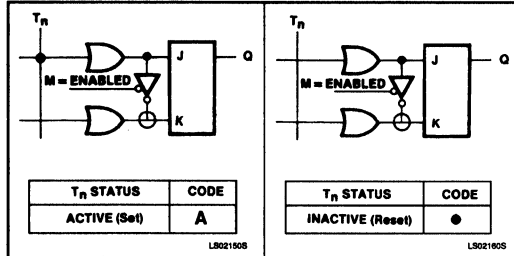 Tn
J
Q
M = ENABLED
K
Tn STATUS
CODE
ACTIVE (Set)
A
LS02150S
Tn
J
Q
M = ENABLED
K
Tn STATUS
CODE
INACTIVE (Reset)
●
LS02160S